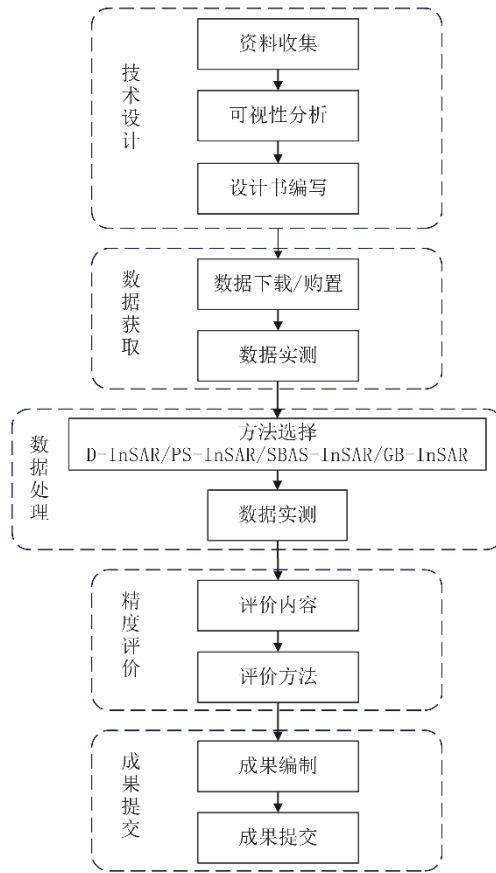 技术设计
资料收集
可视性分析
设计书编写
数据获取
数据下载/购置
数据实测
数据处理
方法选择
D-InSAR/PS-InSAR/SBAS-InSAR/GB-InSAR
数据实测
精度评价
评价内容
评价方法
成果提交
成果编制
成果提交